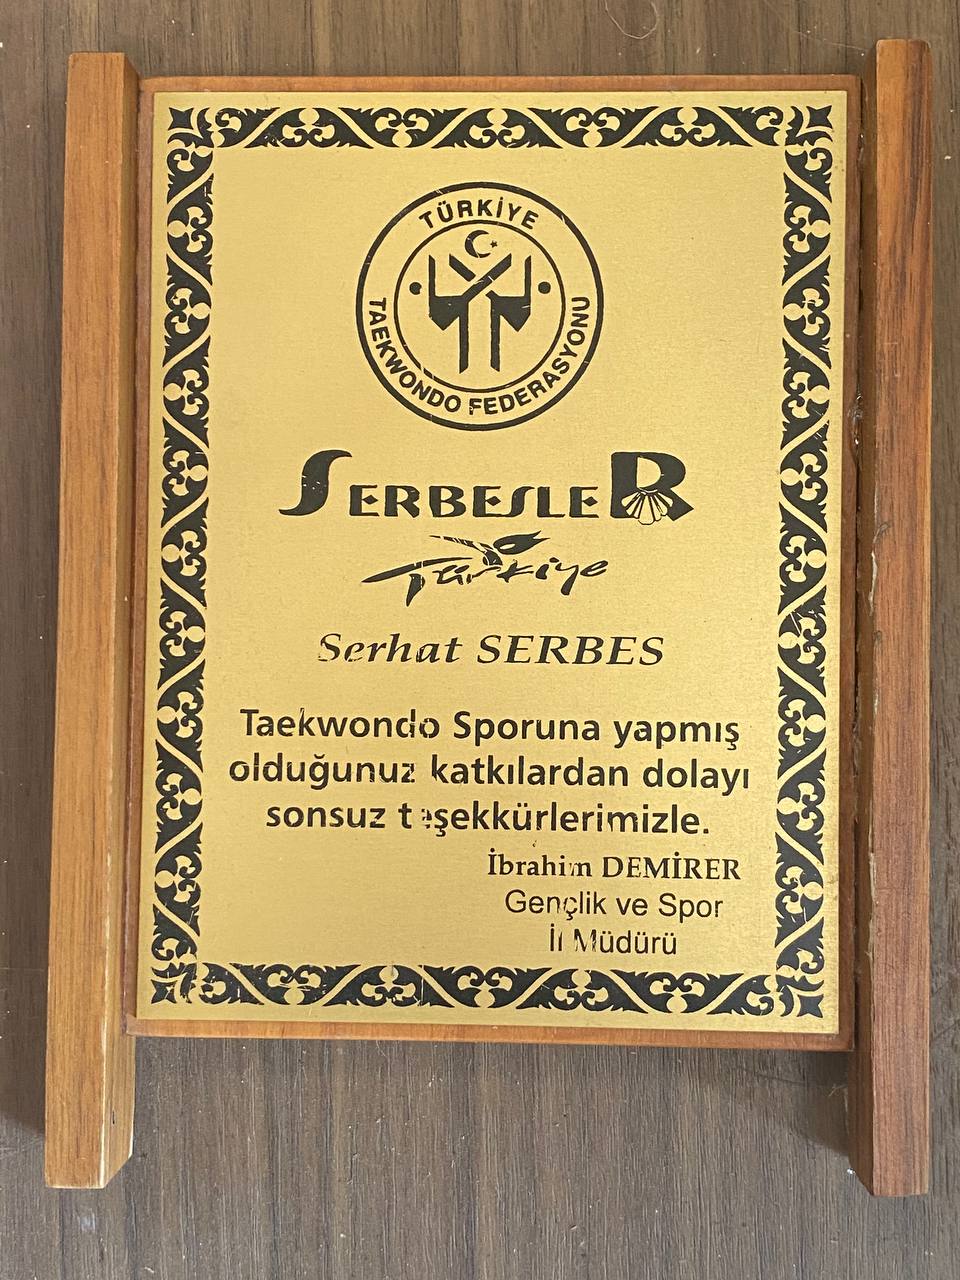 TÜRKİYE
TAEKWONDO FEDERASYONU
SERBESLER
Türkiye
Serhat SERBES
Taekwondo Sporuna yapmış
olduğunuz katkılardan dolayı
sonsuz teşekkürlerimizle.
İbrahim DEMİRER
Gençlik ve Spor
İl Müdürü